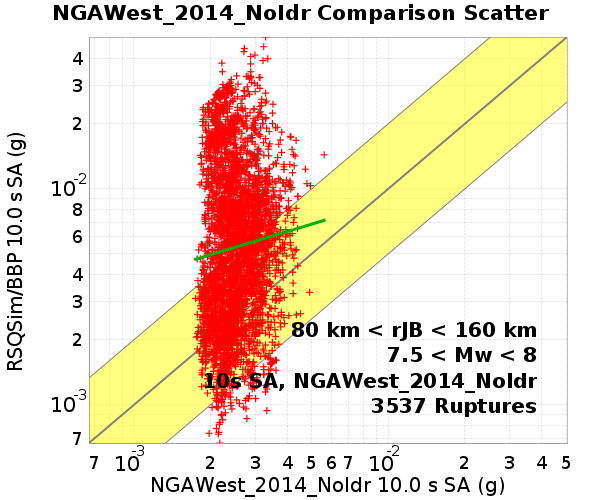 NGAWest_2014_NoIdr Comparison Scatter
RSQSim/BBP 10.0 s SA (g)
4
3
2
10^-2
8
6
4
3
2
10^-3
7
80 km < rJB < 160 km
7.5 < Mw < 8
10s SA, NGAWest_2014_NoIdr
3537 Ruptures
7 10^-3 2 3 4 5 6 7 10^-2 2 3 4 5
NGAWest_2014_NoIdr 10.0 s SA (g)